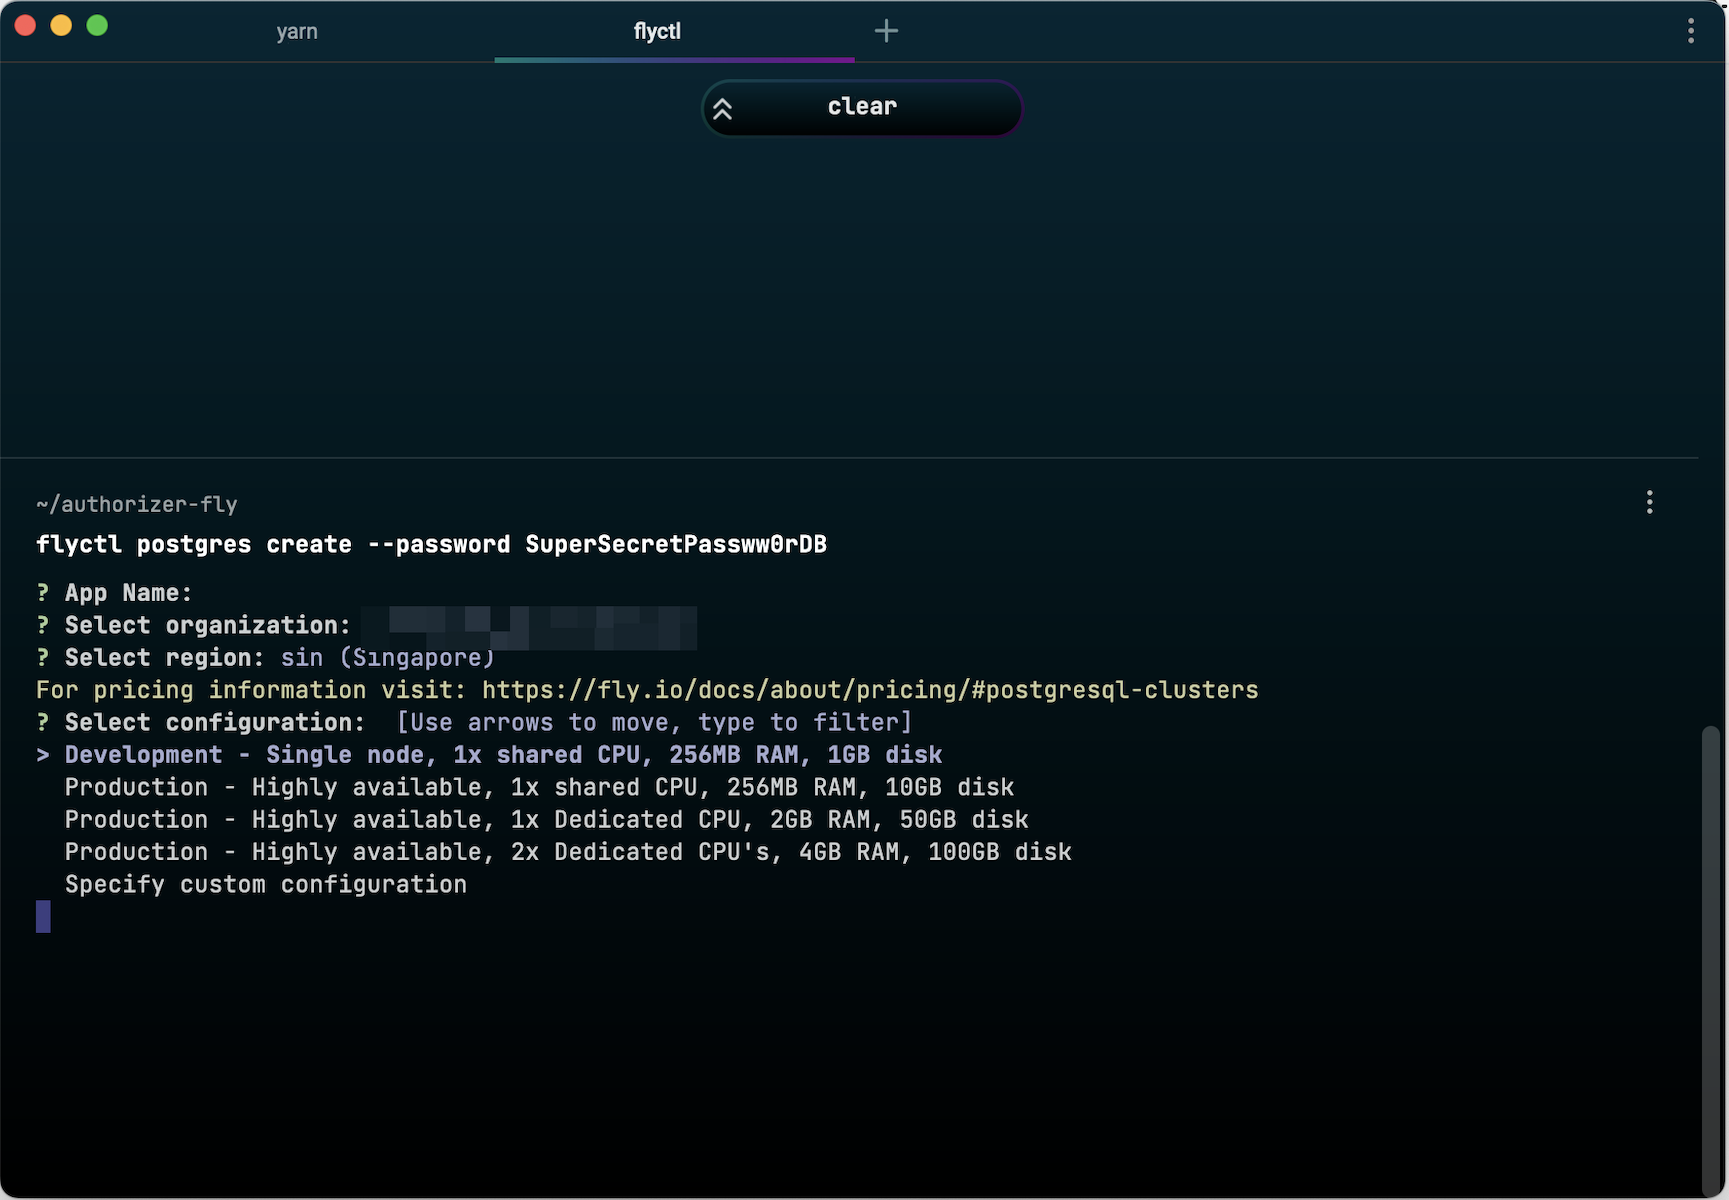 yarn
flyctl
clear
~/authorizer-fly
flyctl postgres create --password SuperSecretPassww0rDB
? App Name:
? Select organization:
? Select region: sin (Singapore)
For pricing information visit: https://fly.io/docs/about/pricing/#postgresql-clusters
? Select configuration:  [Use arrows to move, type to filter]
> Development - Single node, 1x shared CPU, 256MB RAM, 1GB disk
Production - Highly available, 1x shared CPU, 256MB RAM, 10GB disk
Production - Highly available, 1x Dedicated CPU, 2GB RAM, 50GB disk
Production - Highly available, 2x Dedicated CPU's, 4GB RAM, 100GB disk
Specify custom configuration